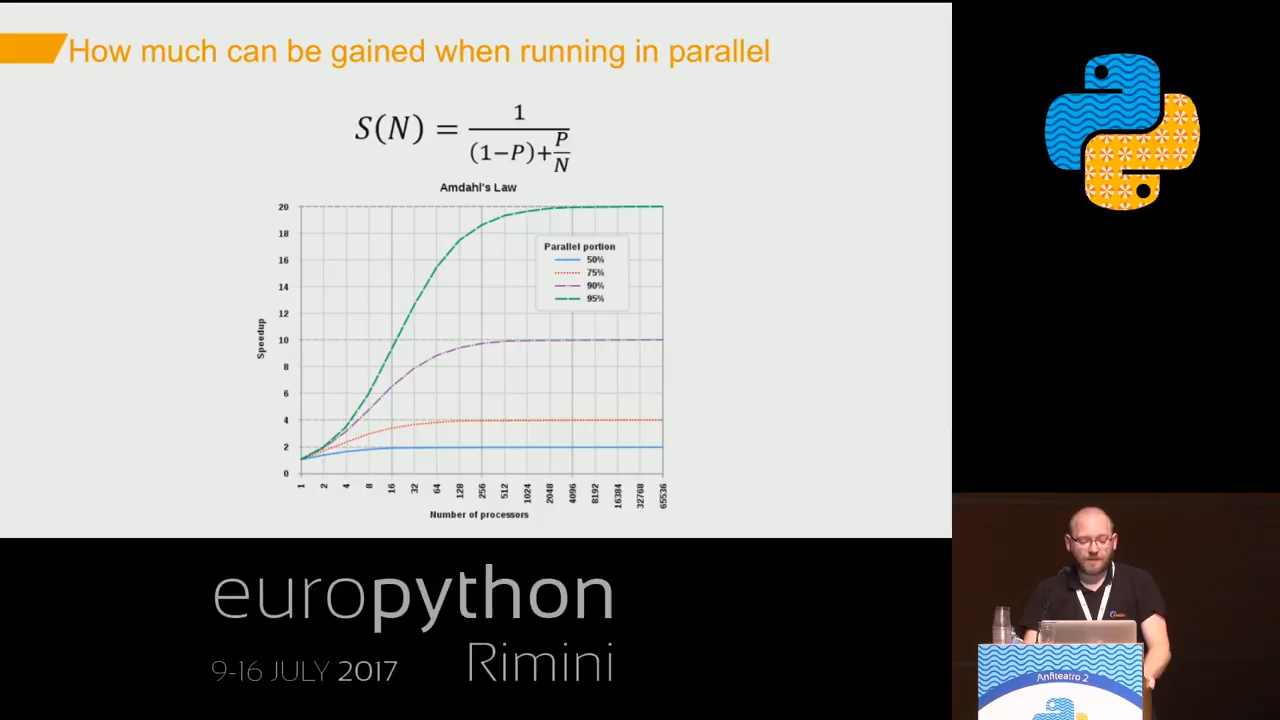 How much can be gained when running in parallel
S(N) = 1 / ((1−P)+P/N)
Amdahl's Law
20
18
16
14
12
10
8
6
4
2
0
Speedup
Parallel portion
50%
75%
90%
95%
1 2 4 8 16 32 64 128 256 512 1024 2048 4096 8192 16384 32768 65536
Number of processors
europython
9-16 JULY 2017 Rimini
Anfiteatro 2